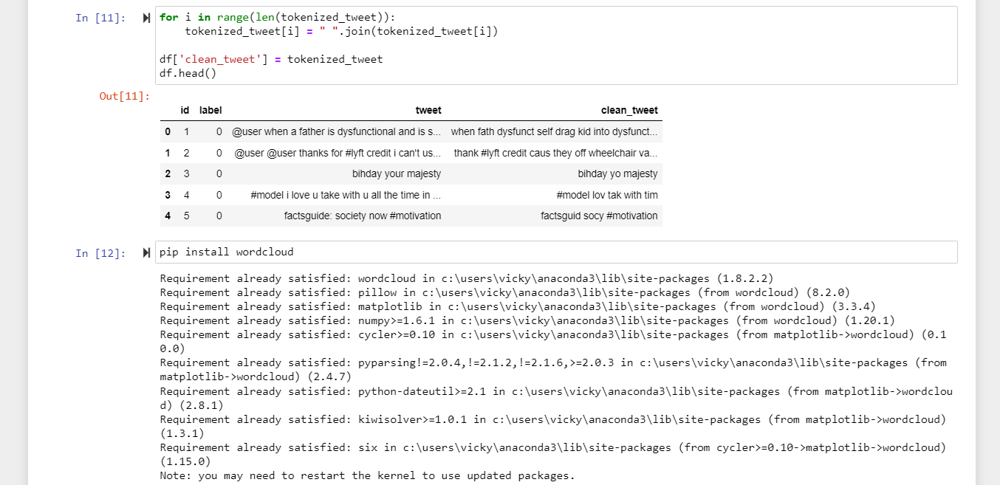 In [11]: for i in range(len(tokenized_tweet)):
    tokenized_tweet[i] = " ".join(tokenized_tweet[i])
df['clean_tweet'] = tokenized_tweet
df.head()
Out[11]:
id label tweet clean_tweet
0 1 0 @user when a father is dysfunctional and is s... when fath dysfunct self drag kid into dysfunct...
1 2 0 @user @user thanks for #lyft credit i can't us... thank #lyft credit caus they off wheelchair va...
2 3 0 bihday your majesty bihday yo majesty
3 4 0 #model i love u take with u all the time in ... #model lov tak with tim
4 5 0 factsguide: society now #motivation factsguid socy #motivation
In [12]: pip install wordcloud
Requirement already satisfied: wordcloud in c:\users\vicky\anaconda3\lib\site-packages (1.8.2.2)
Requirement already satisfied: pillow in c:\users\vicky\anaconda3\lib\site-packages (from wordcloud) (8.2.0)
Requirement already satisfied: matplotlib in c:\users\vicky\anaconda3\lib\site-packages (from wordcloud) (3.3.4)
Requirement already satisfied: numpy>=1.6.1 in c:\users\vicky\anaconda3\lib\site-packages (from wordcloud) (1.20.1)
Requirement already satisfied: cycler>=0.10 in c:\users\vicky\anaconda3\lib\site-packages (from matplotlib->wordcloud) (0.1
0.0)
Requirement already satisfied: pyparsing!=2.0.4,!=2.1.2,!=2.1.6,>=2.0.3 in c:\users\vicky\anaconda3\lib\site-packages (from
matplotlib->wordcloud) (2.4.7)
Requirement already satisfied: python-dateutil>=2.1 in c:\users\vicky\anaconda3\lib\site-packages (from matplotlib->wordclou
d) (2.8.1)
Requirement already satisfied: kiwisolver>=1.0.1 in c:\users\vicky\anaconda3\lib\site-packages (from matplotlib->wordcloud)
(1.3.1)
Requirement already satisfied: six in c:\users\vicky\anaconda3\lib\site-packages (from cycler>=0.10->matplotlib->wordcloud)
(1.15.0)
Note: you may need to restart the kernel to use updated packages.